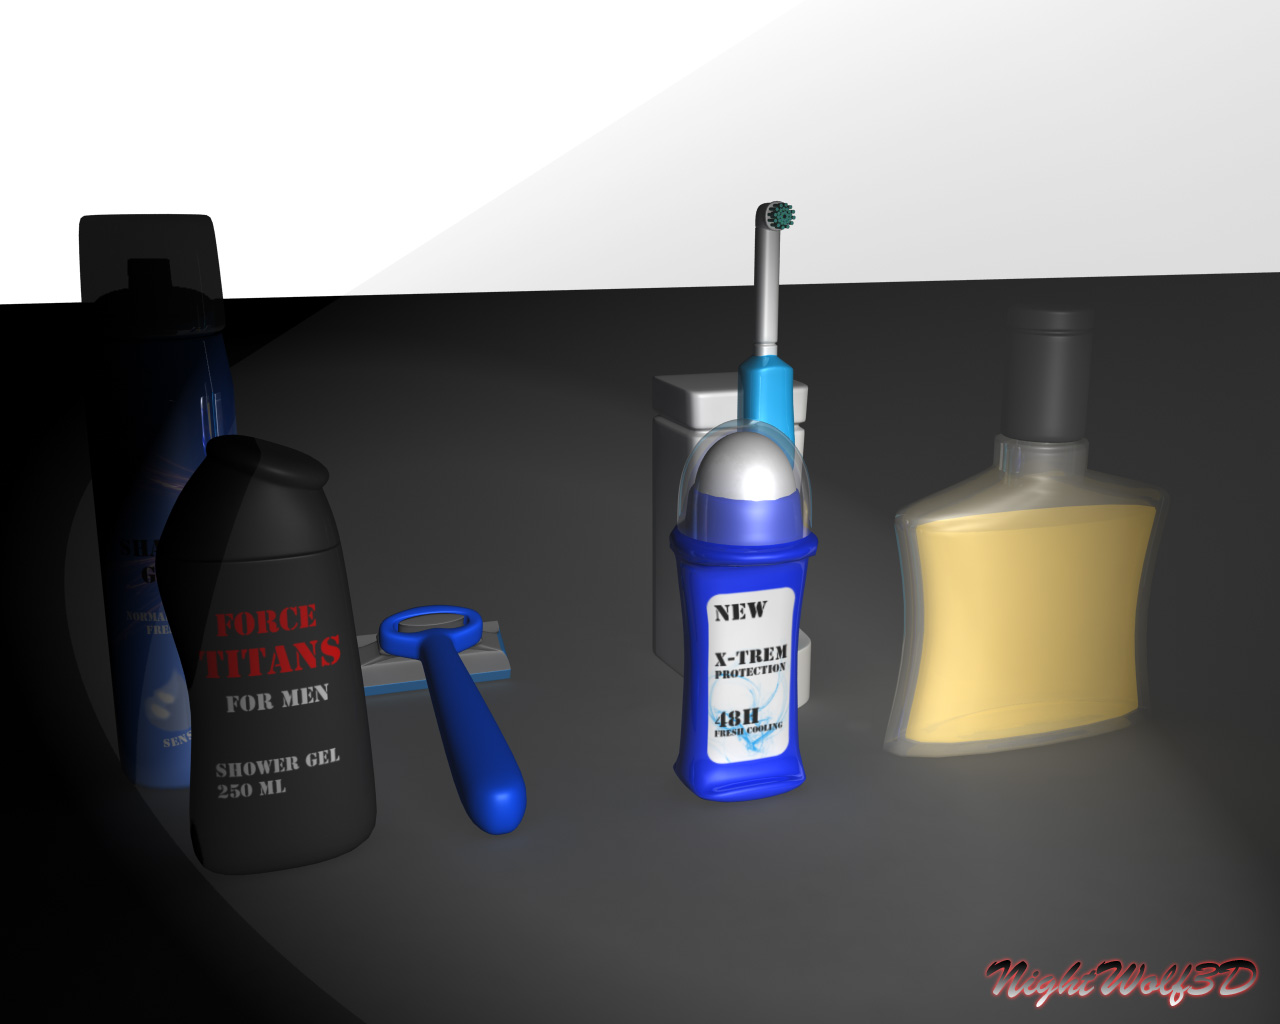 FORCE
TITANS
FOR MEN
SHOWER GEL
250 ML
NEW
X-TREM
PROTECTION
48H
FRESH COOLING
NightWolf3D